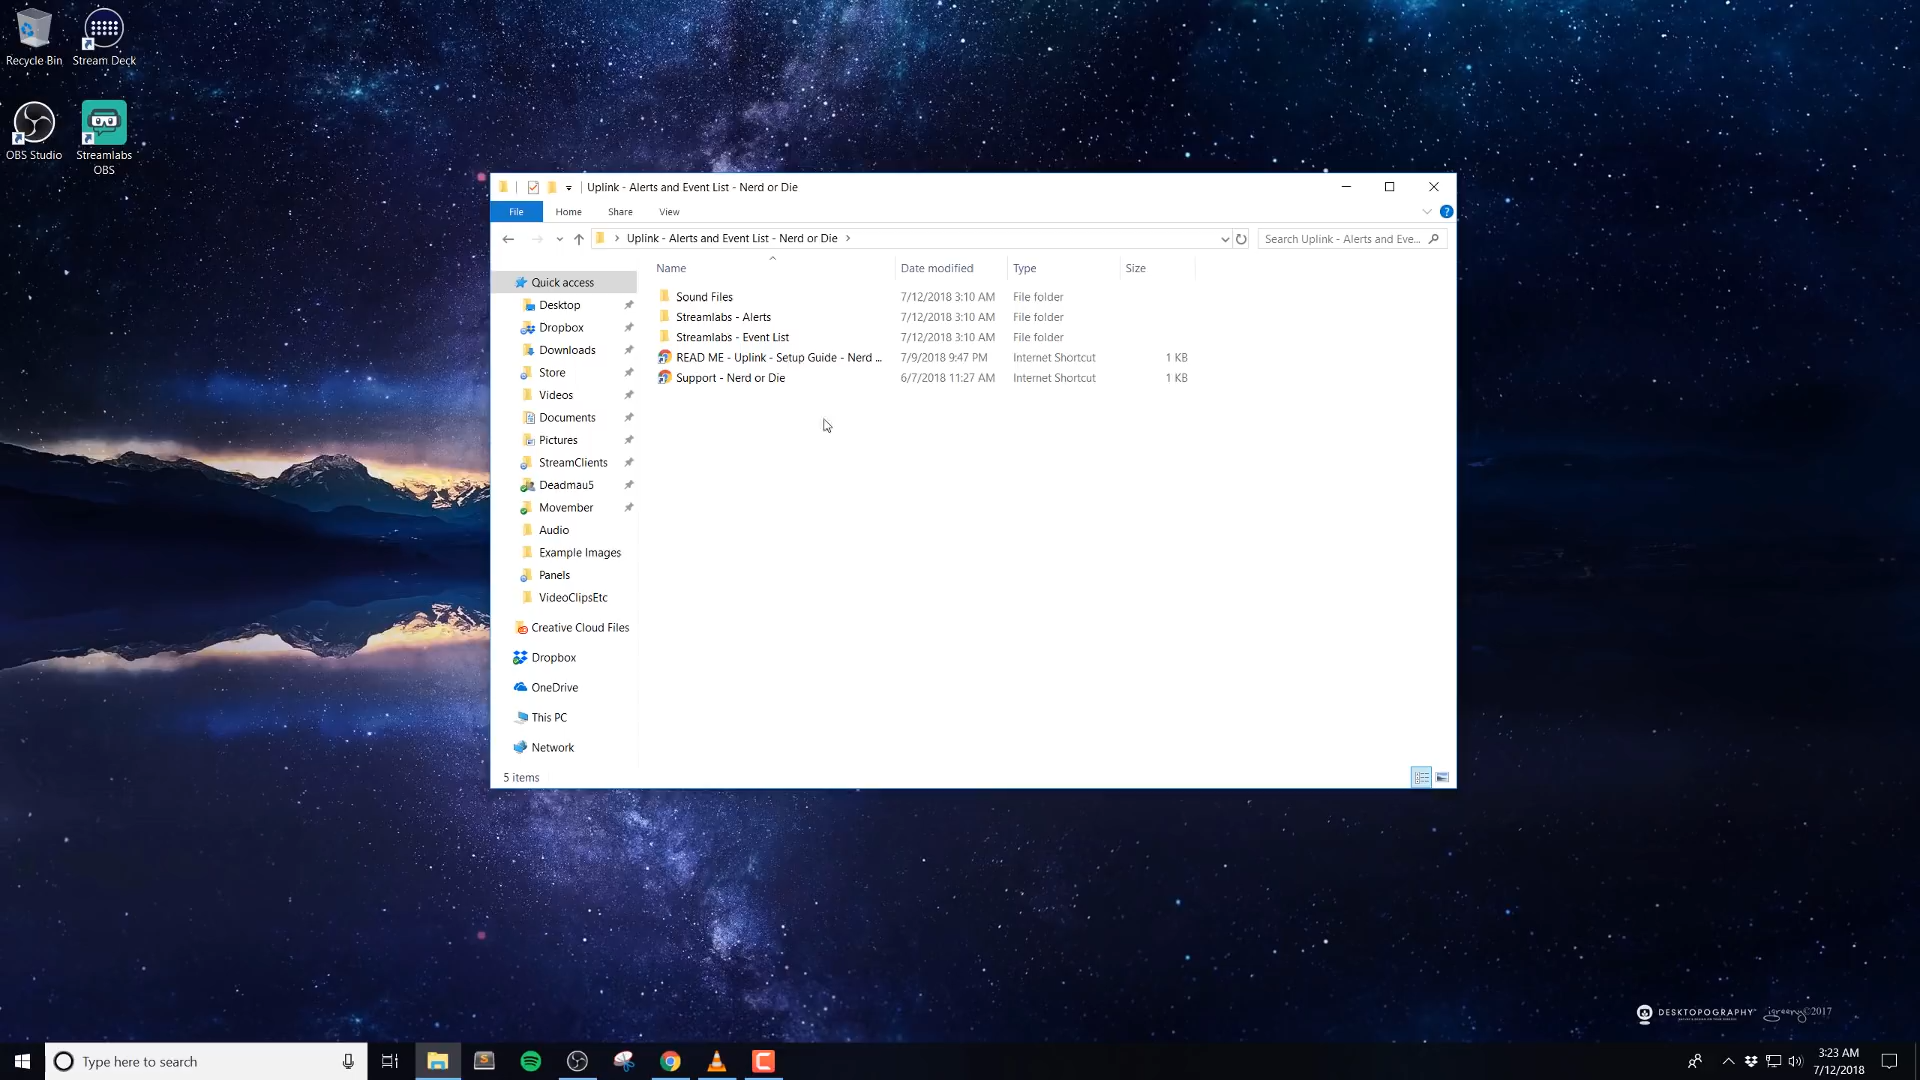 Recycle Bin
Stream Deck
OBS Studio
Streamlabs
OBS
Uplink - Alerts and Event List - Nerd or Die
File Home Share View
Uplink - Alerts and Event List - Nerd or Die
Search Uplink - Alerts and Eve...
Name Date modified Type Size
Sound Files 7/12/2018 3:10 AM File folder
Streamlabs - Alerts 7/12/2018 3:10 AM File folder
Streamlabs - Event List 7/12/2018 3:10 AM File folder
READ ME - Uplink - Setup Guide - Nerd ... 7/9/2018 9:47 PM Internet Shortcut 1 KB
Support - Nerd or Die 6/7/2018 11:27 AM Internet Shortcut 1 KB
Quick access
Desktop
Dropbox
Downloads
Store
Videos
Documents
Pictures
StreamClients
Deadmau5
Movember
Audio
Example Images
Panels
VideoClipsEtc
Creative Cloud Files
Dropbox
OneDrive
This PC
Network
5 items
DESKTOPOGRAPHY
©2017
Type here to search
3:23 AM
7/12/2018